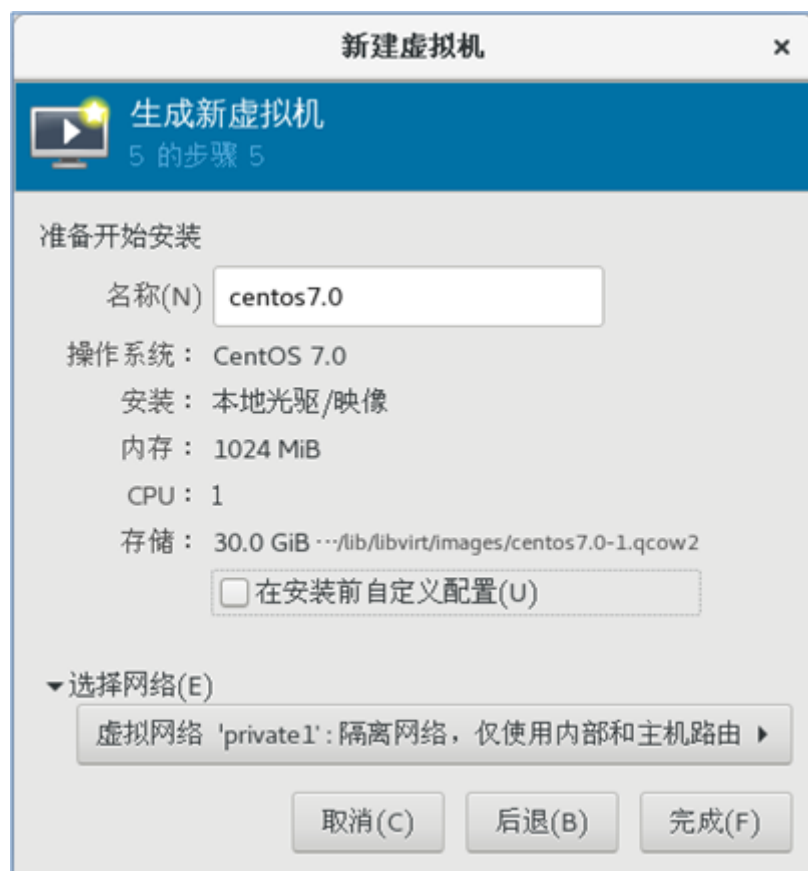 新建虚拟机 ×
生成新虚拟机
5 的步骤 5
准备开始安装
名称(N) centos7.0
操作系统： CentOS 7.0
安装： 本地光驱/映像
内存： 1024 MiB
CPU： 1
存储： 30.0 GiB ···/lib/libvirt/images/centos7.0-1.qcow2
在安装前自定义配置(U)
选择网络(E)
虚拟网络 'private1' : 隔离网络，仅使用内部和主机路由
取消(C) 后退(B) 完成(F)